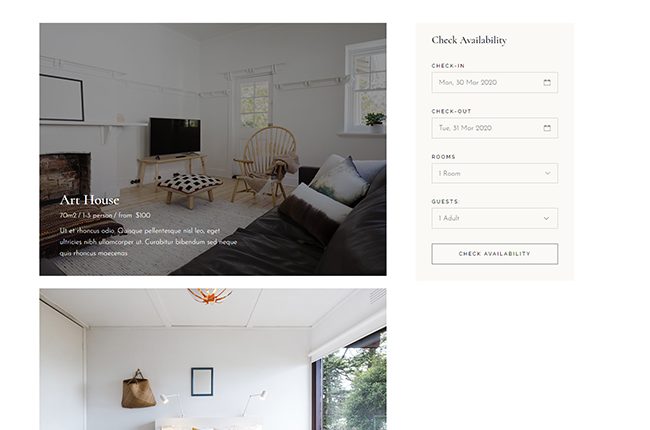 Art House
70m2 / 1-3 person / from $100
Ut et rhoncus odio. Quisque pellentesque nisl leo, eget
ultricies nibh ullamcorper ut. Curabitur bibendum sed neque
quis rhoncus maecenas
Check Availability
CHECK-IN
Mon, 30 Mar 2020
CHECK-OUT
Tue, 31 Mar 2020
ROOMS
1 Room
GUESTS
1 Adult
CHECK AVAILABILITY